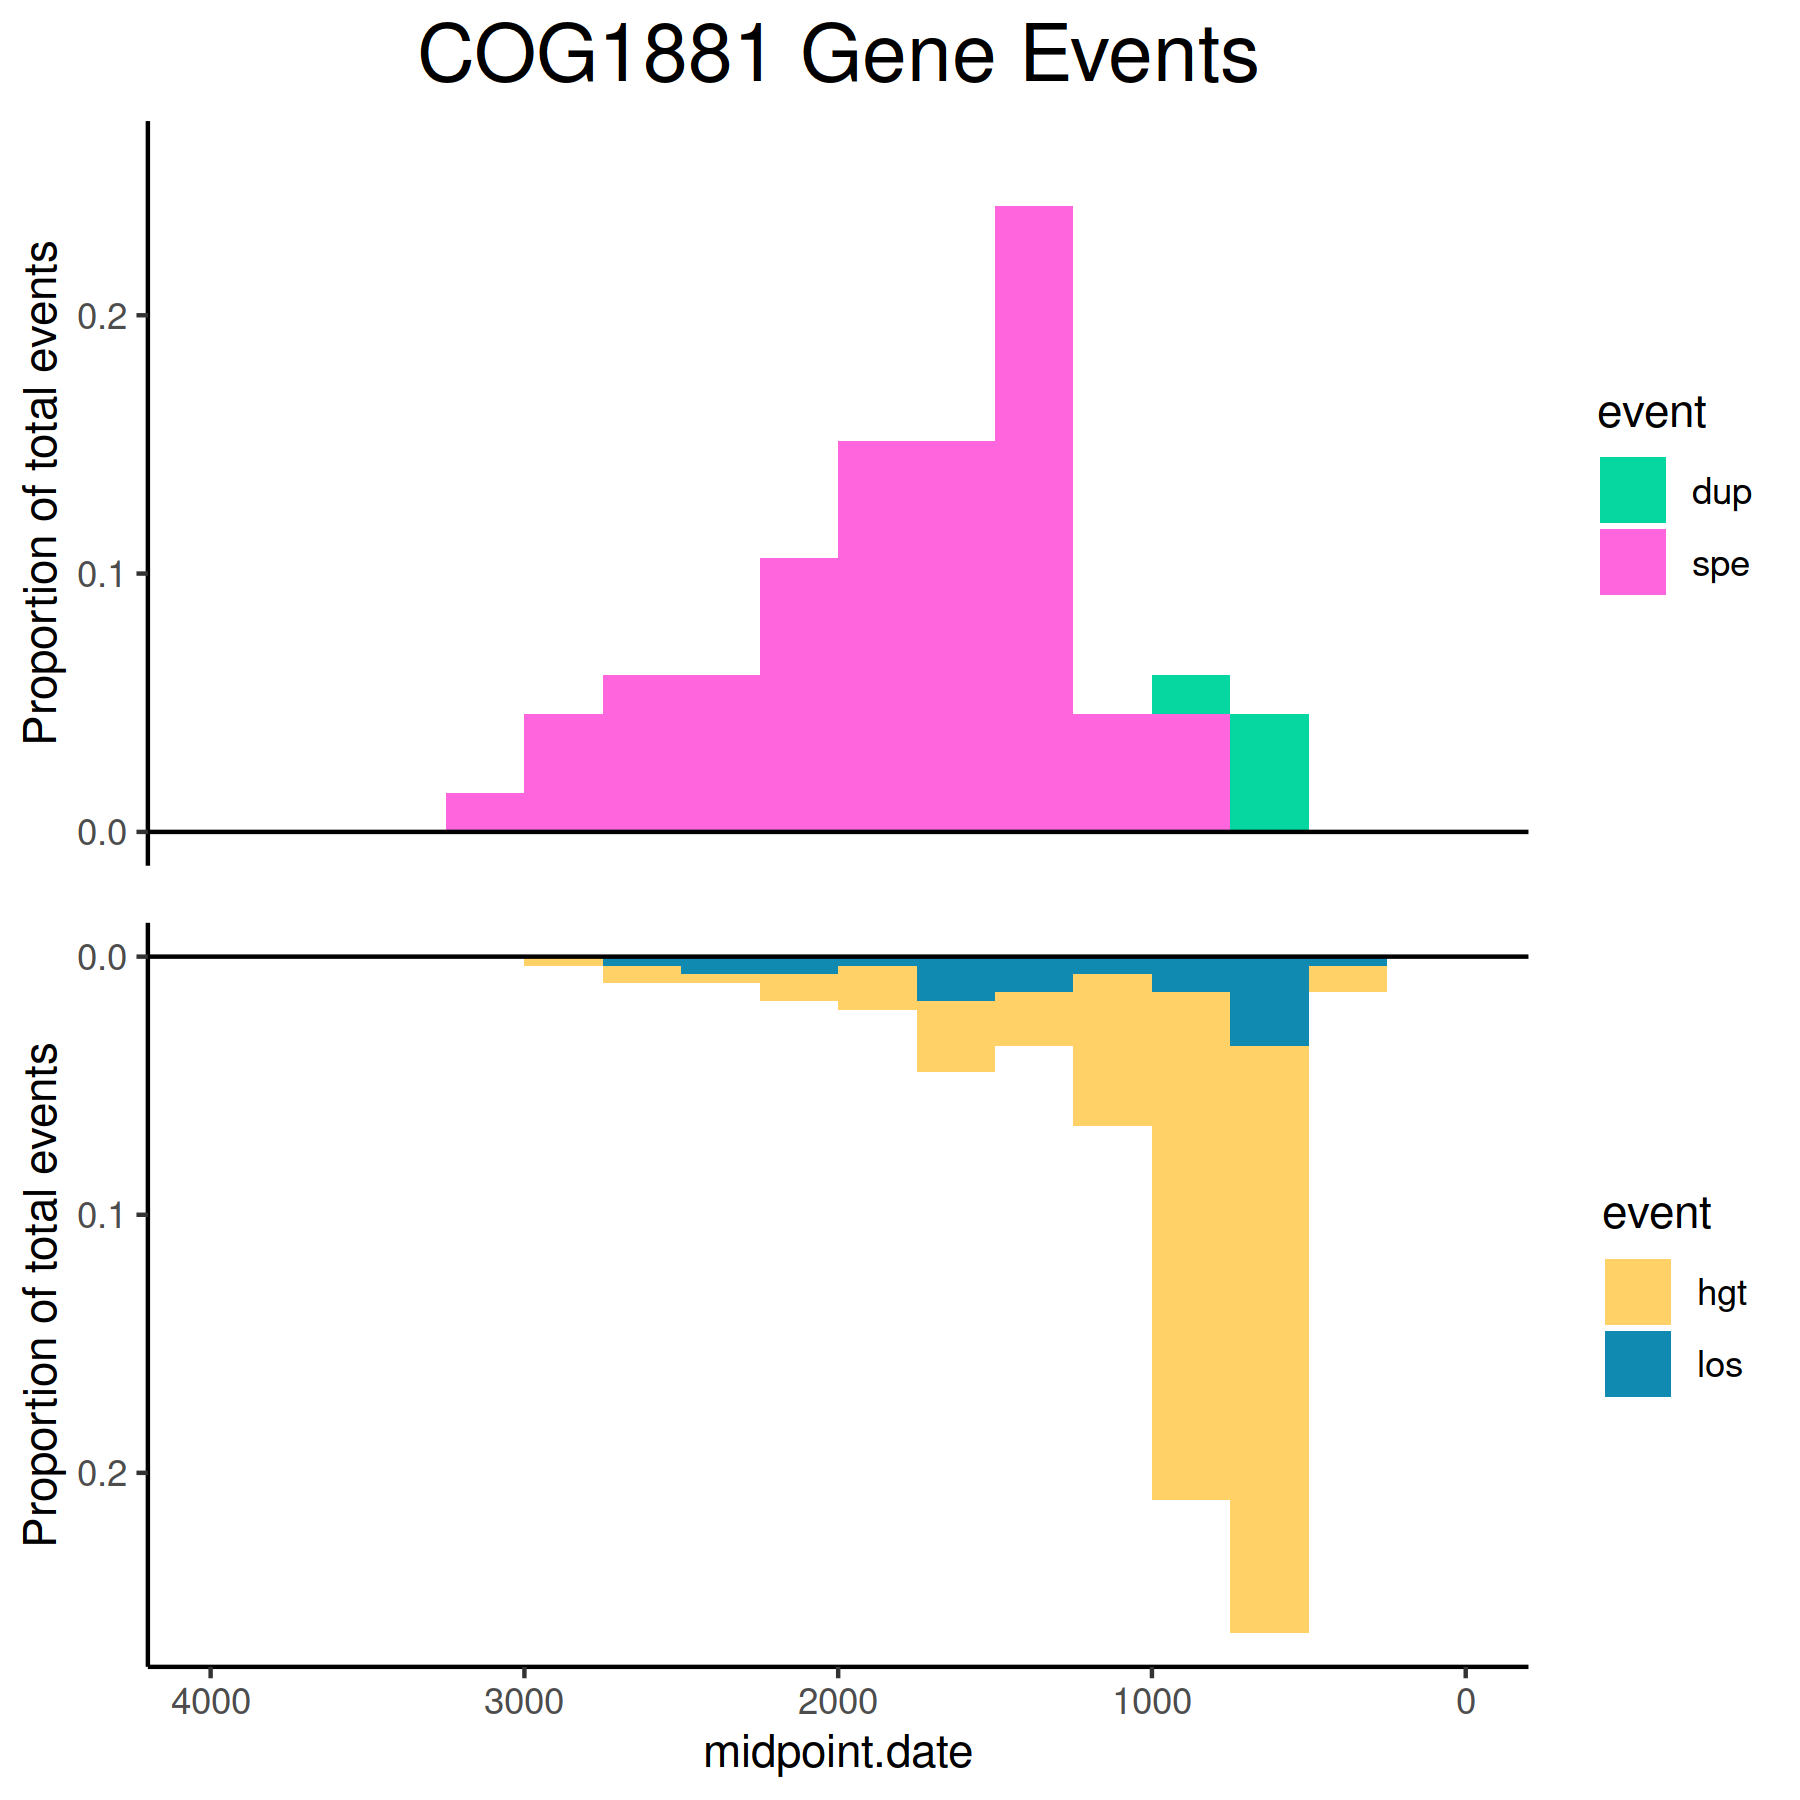 COG1881 Gene Events
Proportion of total events
0.2
0.1
0.0
event
dup
spe
Proportion of total events
0.0
0.1
0.2
event
hgt
los
4000 3000 2000 1000 0
midpoint.date